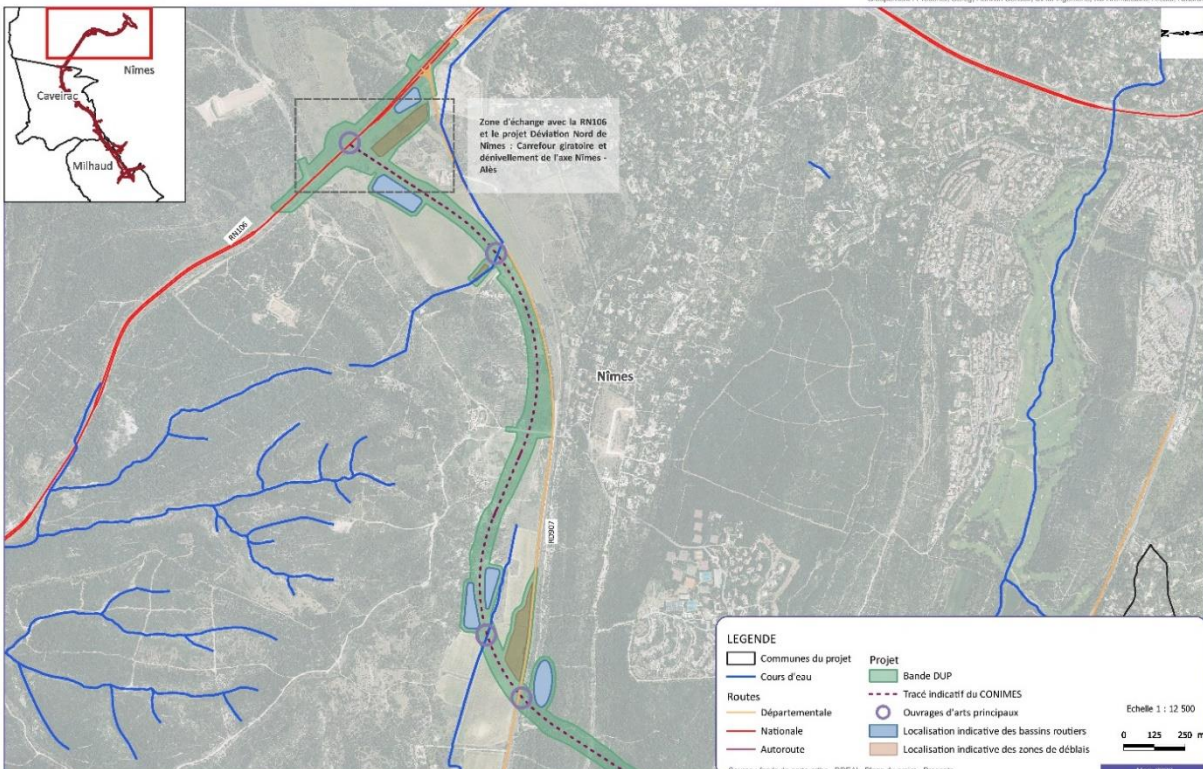 N
Nîmes
Caveirac
Milhaud
Zone d'échange avec la RN106
et le projet Déviation Nord de
Nîmes : Carrefour giratoire et
dénivellement de l'axe Nîmes -
Alès
RN106
Nîmes
RD907
LEGENDE
Communes du projet
Cours d'eau
Routes
Départementale
Nationale
Autoroute
Projet
Bande DUP
Tracé indicatif du CONIMES
Ouvrages d'arts principaux
Localisation indicative des bassins routiers
Localisation indicative des zones de déblais
Echelle 1 : 12 500
0 125 250 m